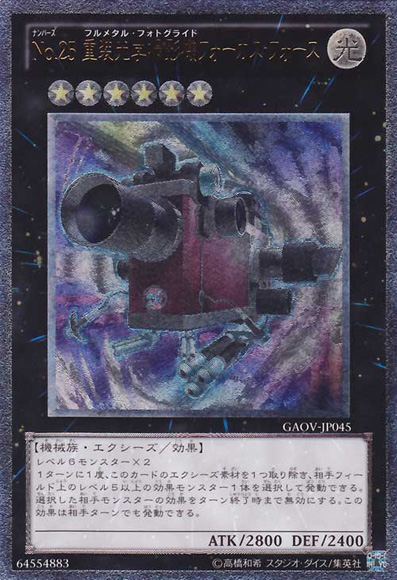 ナンバーズ フルメタル・フォトグライド
No.25 重装光学撮影機フォーカス・フォース
光
GAOV-JP045
【機械族・エクシーズ/効果】
レベル6モンスター×2
1ターンに1度、このカードのエクシーズ素材を1つ取り除き、相手フィー
ルド上のレベル5以上の効果モンスター1体を選択して発動できる。
選択した相手モンスターの効果をターン終了時まで無効にする。この
効果は相手ターンでも発動できる。
ATK/2800 DEF/2400
64554883 ©高橋和希 スタジオ・ダイス/集英社